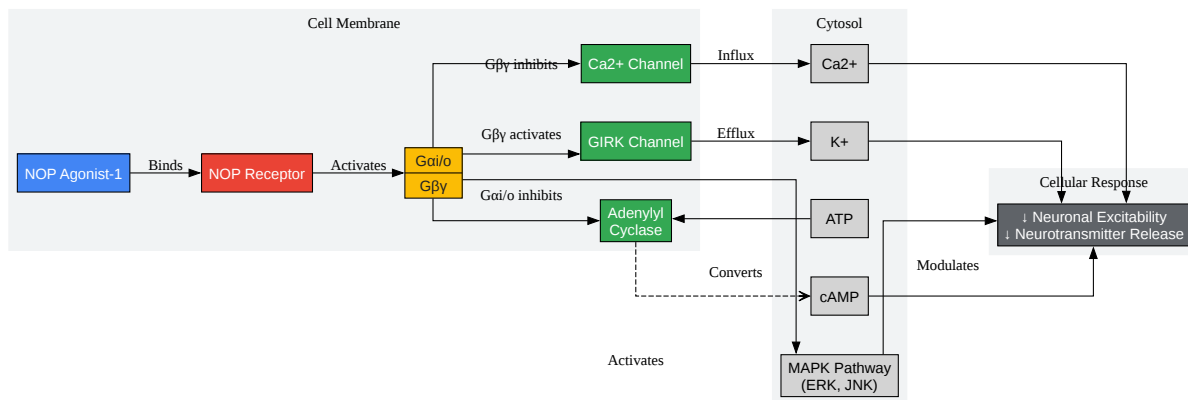 Cell Membrane
Cytosol
Gβγ inhibits
Ca2+ Channel
Influx
Ca2+
Gβγ activates
GIRK Channel
Efflux
K+
NOP Agonist-1
Binds
NOP Receptor
Activates
Gαi/o
Gβγ
Gαi/o inhibits
Adenylyl
Cyclase
ATP
Cellular Response
↓ Neuronal Excitability
↓ Neurotransmitter Release
Converts
Modulates
cAMP
Activates
MAPK Pathway
(ERK, JNK)